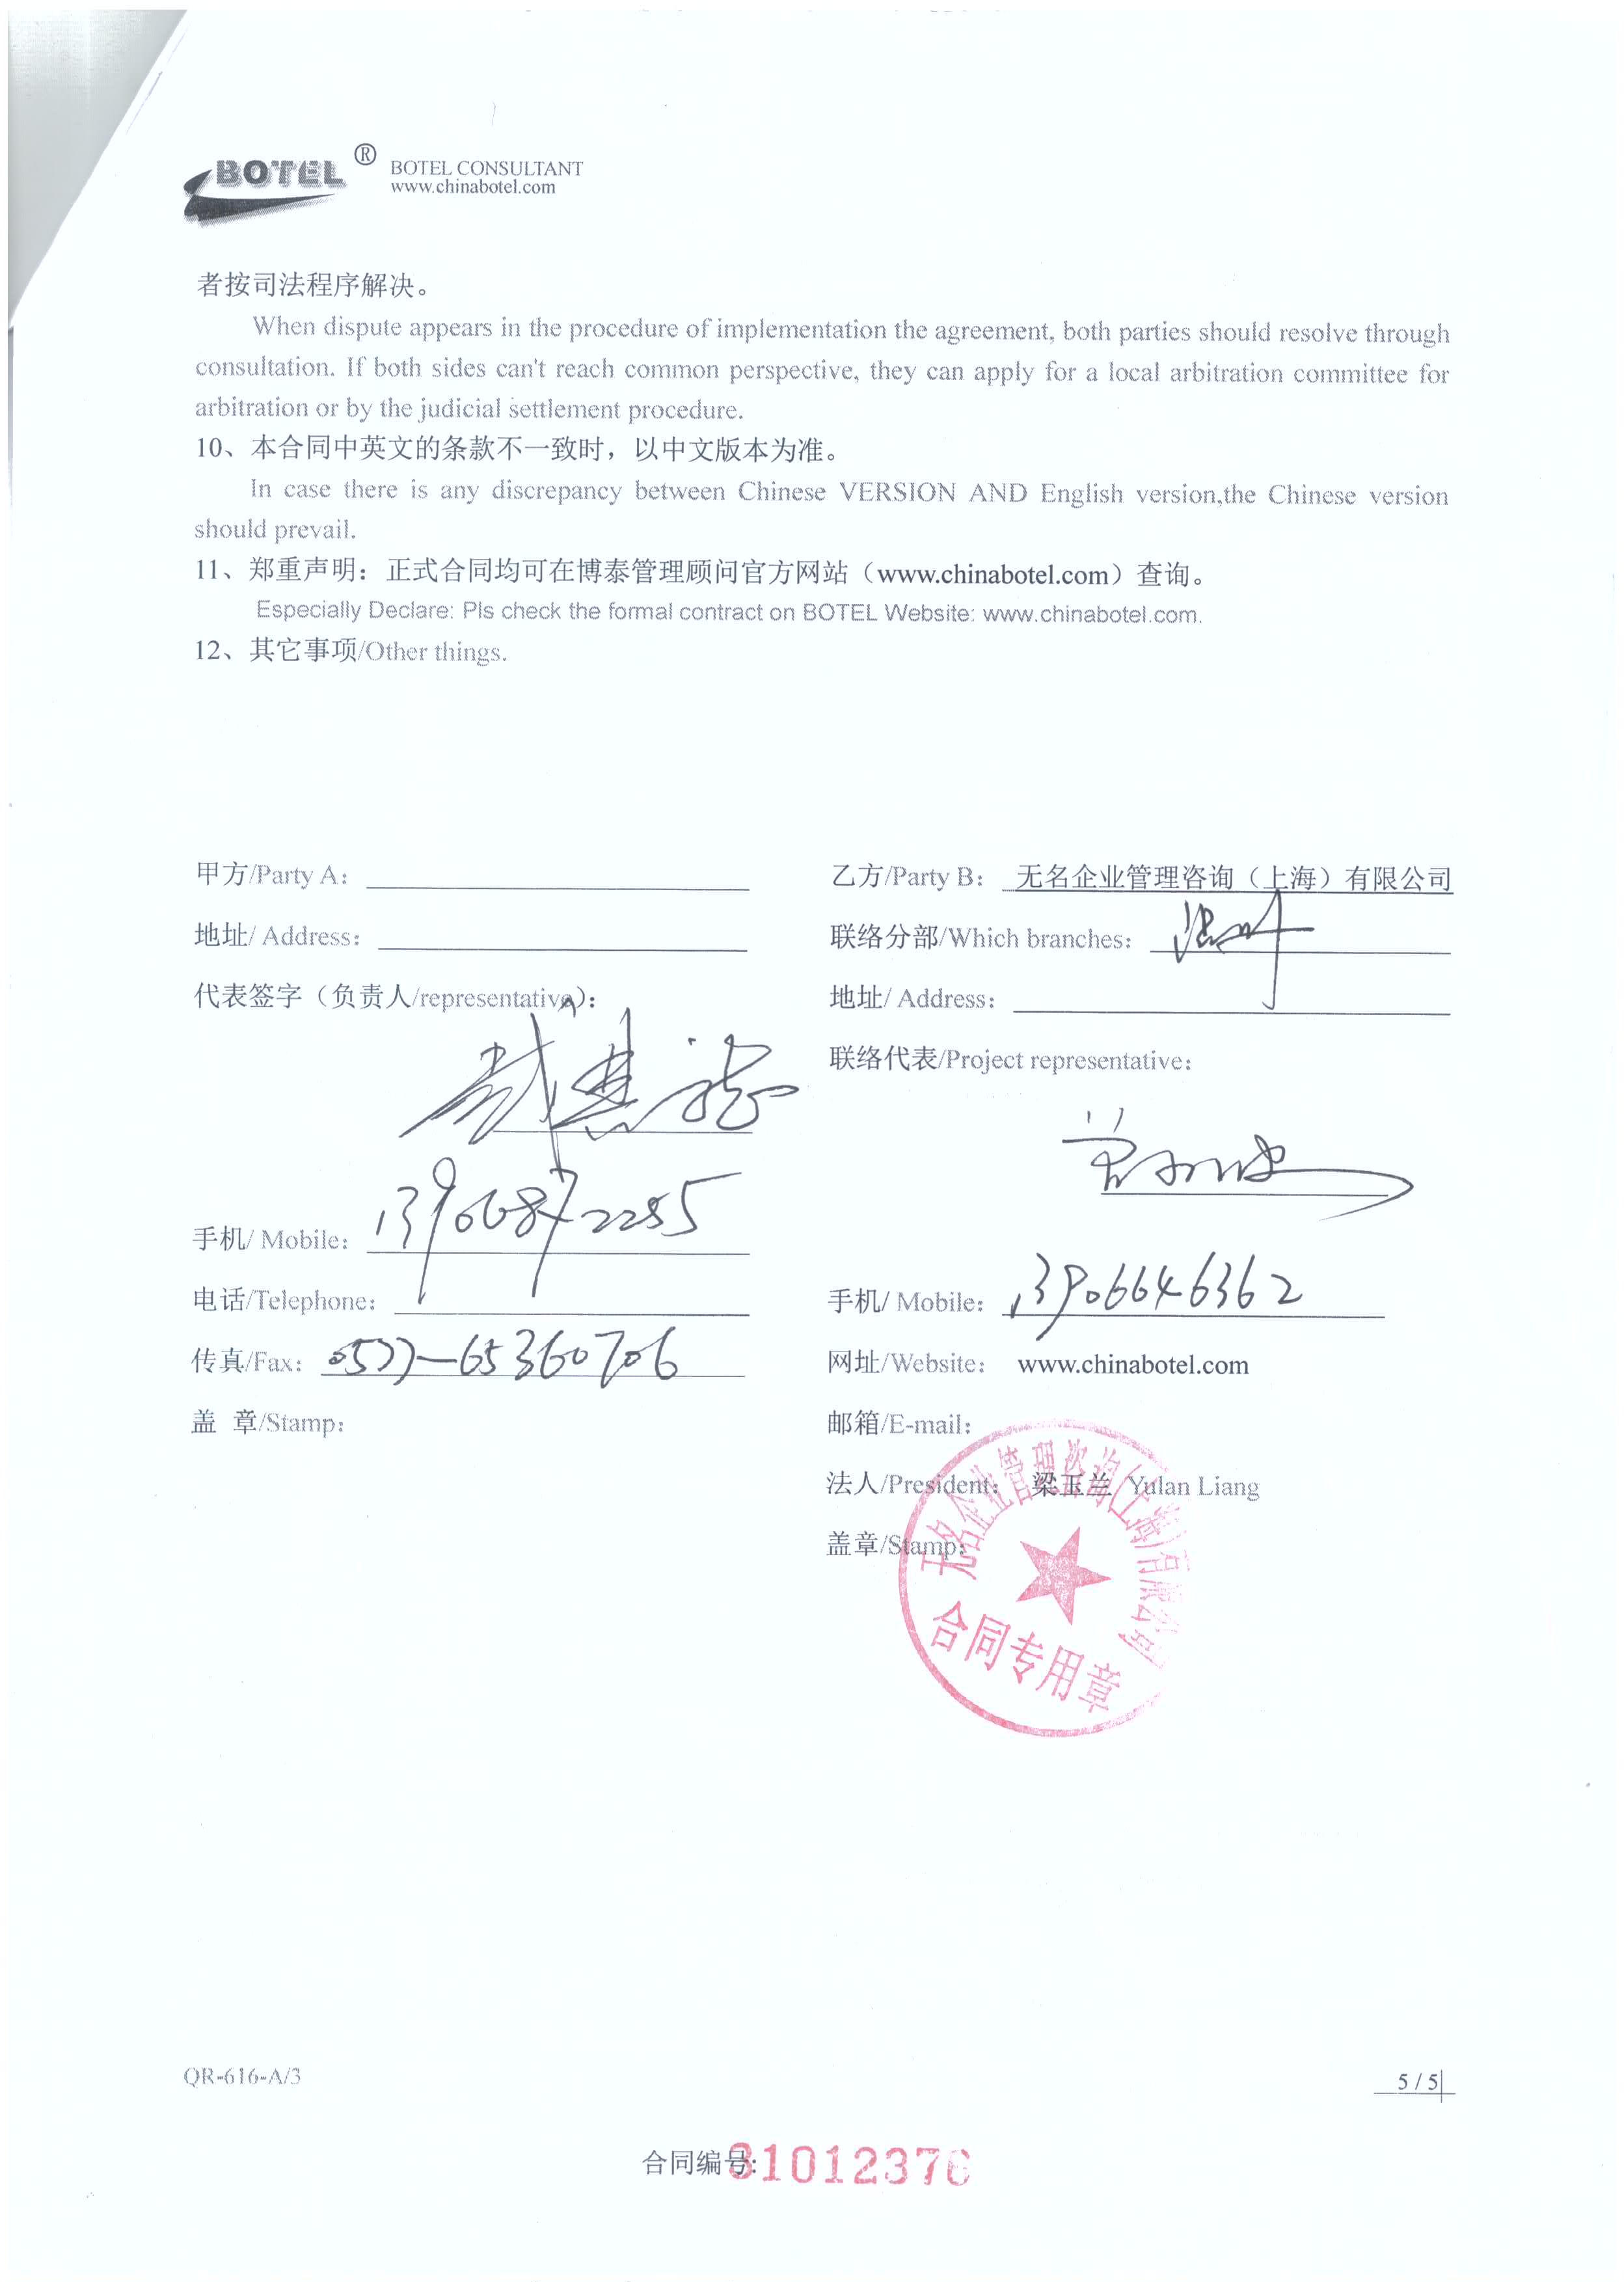 BOTEL ® BOTEL CONSULTANT
www.chinabotel.com
者按司法程序解决。
When dispute appears in the procedure of implementation the agreement, both parties should resolve through
consultation. If both sides can't reach common perspective, they can apply for a local arbitration committee for
arbitration or by the judicial settlement procedure.
10、本合同中英文的条款不一致时，以中文版本为准。
In case there is any discrepancy between Chinese VERSION AND English version,the Chinese version
should prevail.
11、郑重声明：正式合同均可在博泰管理顾问官方网站（www.chinabotel.com）查询。
Especially Declare: Pls check the formal contract on BOTEL Website: www.chinabotel.com.
12、其它事项/Other things.
甲方/Party A:
地址/ Address:
代表签字（负责人/representative）:
手机/ Mobile: 13906872255
电话/Telephone:
传真/Fax: 0577-65360706
盖 章/Stamp:
乙方/Party B: 无名企业管理咨询（上海）有限公司
联络分部/Which branches: 温州
地址/ Address:
联络代表/Project representative:
手机/ Mobile: 13906646362
网址/Website: www.chinabotel.com
邮箱/E-mail:
法人/President: 梁玉兰 Yulan Liang
盖章/Stamp:
无名企业管理咨询(上海)有限公司
合同专用章
QR-616-A/3
5 / 5
合同编号: 31012376